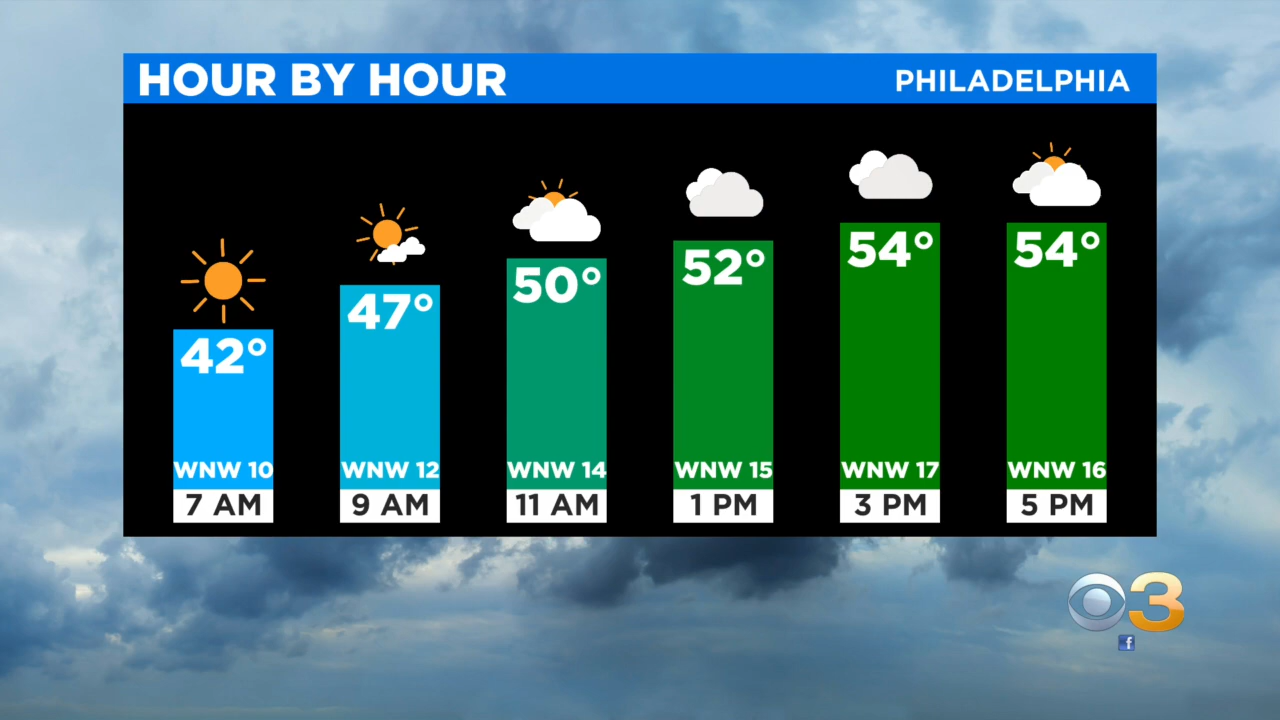 HOUR BY HOUR
PHILADELPHIA
42° 47° 50° 52° 54° 54°
WNW 10 WNW 12 WNW 14 WNW 15 WNW 17 WNW 16
7 AM 9 AM 11 AM 1 PM 3 PM 5 PM
3
f